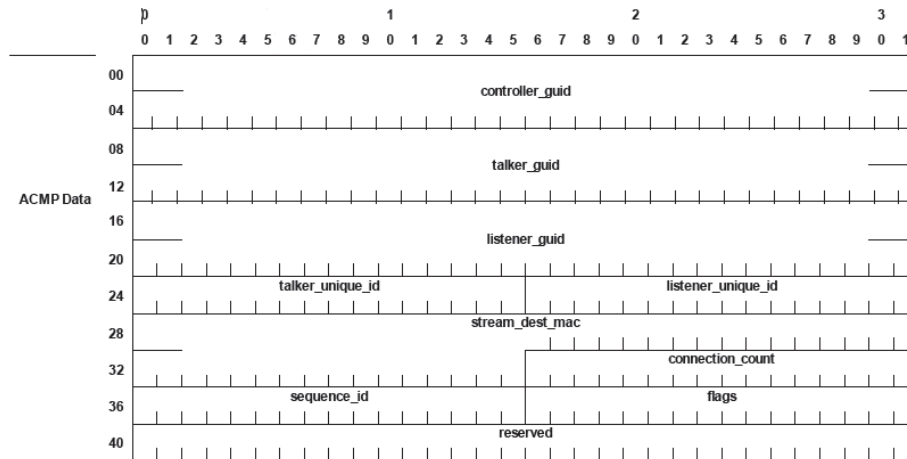 0 1 2 3
0 1 2 3 4 5 6 7 8 9 0 1 2 3 4 5 6 7 8 9 0 1 2 3 4 5 6 7 8 9 0 1
00
controller_guid
04
08
talker_guid
12
ACMP Data
16
listener_guid
20
talker_unique_id listener_unique_id
24
stream_dest_mac
28
connection_count
32
sequence_id flags
36
reserved
40